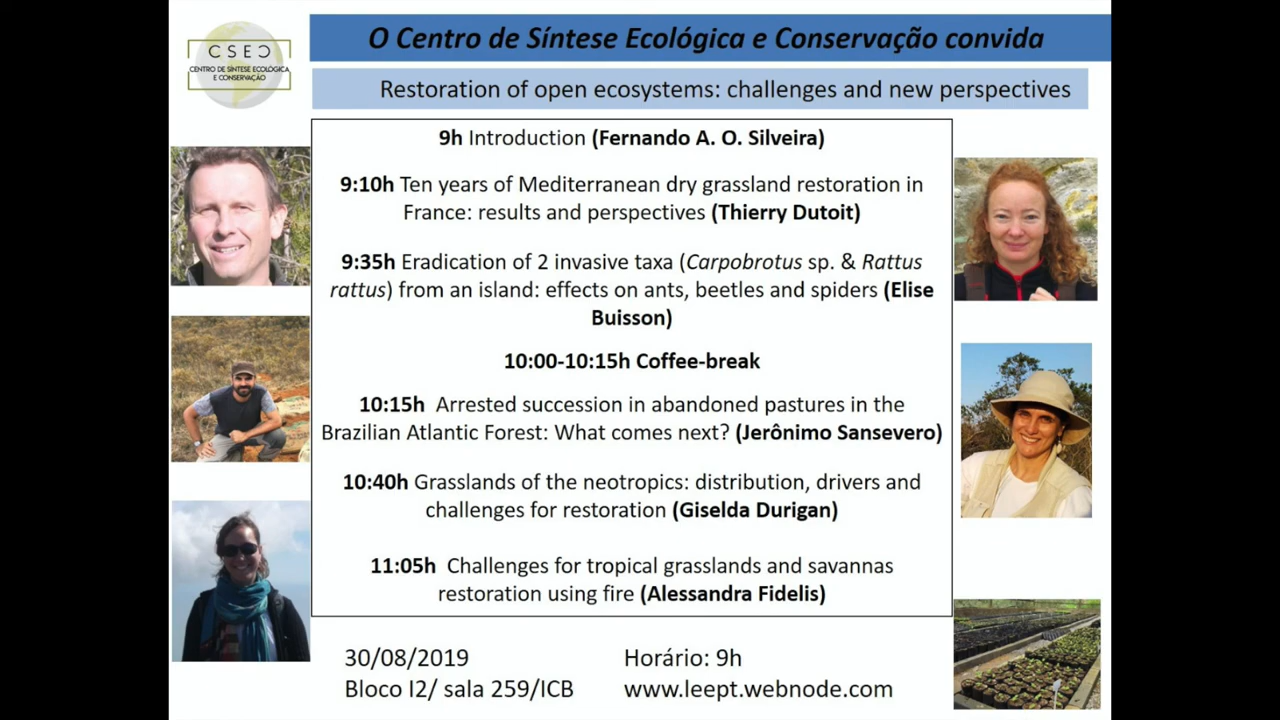 CSEC
CENTRO DE SÍNTESE ECOLÓGICA
E CONSERVAÇÃO
O Centro de Síntese Ecológica e Conservação convida
Restoration of open ecosystems: challenges and new perspectives
9h Introduction (Fernando A. O. Silveira)
9:10h Ten years of Mediterranean dry grassland restoration in
France: results and perspectives (Thierry Dutoit)
9:35h Eradication of 2 invasive taxa (Carpobrotus sp. & Rattus
rattus) from an island: effects on ants, beetles and spiders (Elise
Buisson)
10:00-10:15h Coffee-break
10:15h Arrested succession in abandoned pastures in the
Brazilian Atlantic Forest: What comes next? (Jerônimo Sansevero)
10:40h Grasslands of the neotropics: distribution, drivers and
challenges for restoration (Giselda Durigan)
11:05h Challenges for tropical grasslands and savannas
restoration using fire (Alessandra Fidelis)
30/08/2019
Horário: 9h
Bloco I2/ sala 259/ICB
www.leept.webnode.com